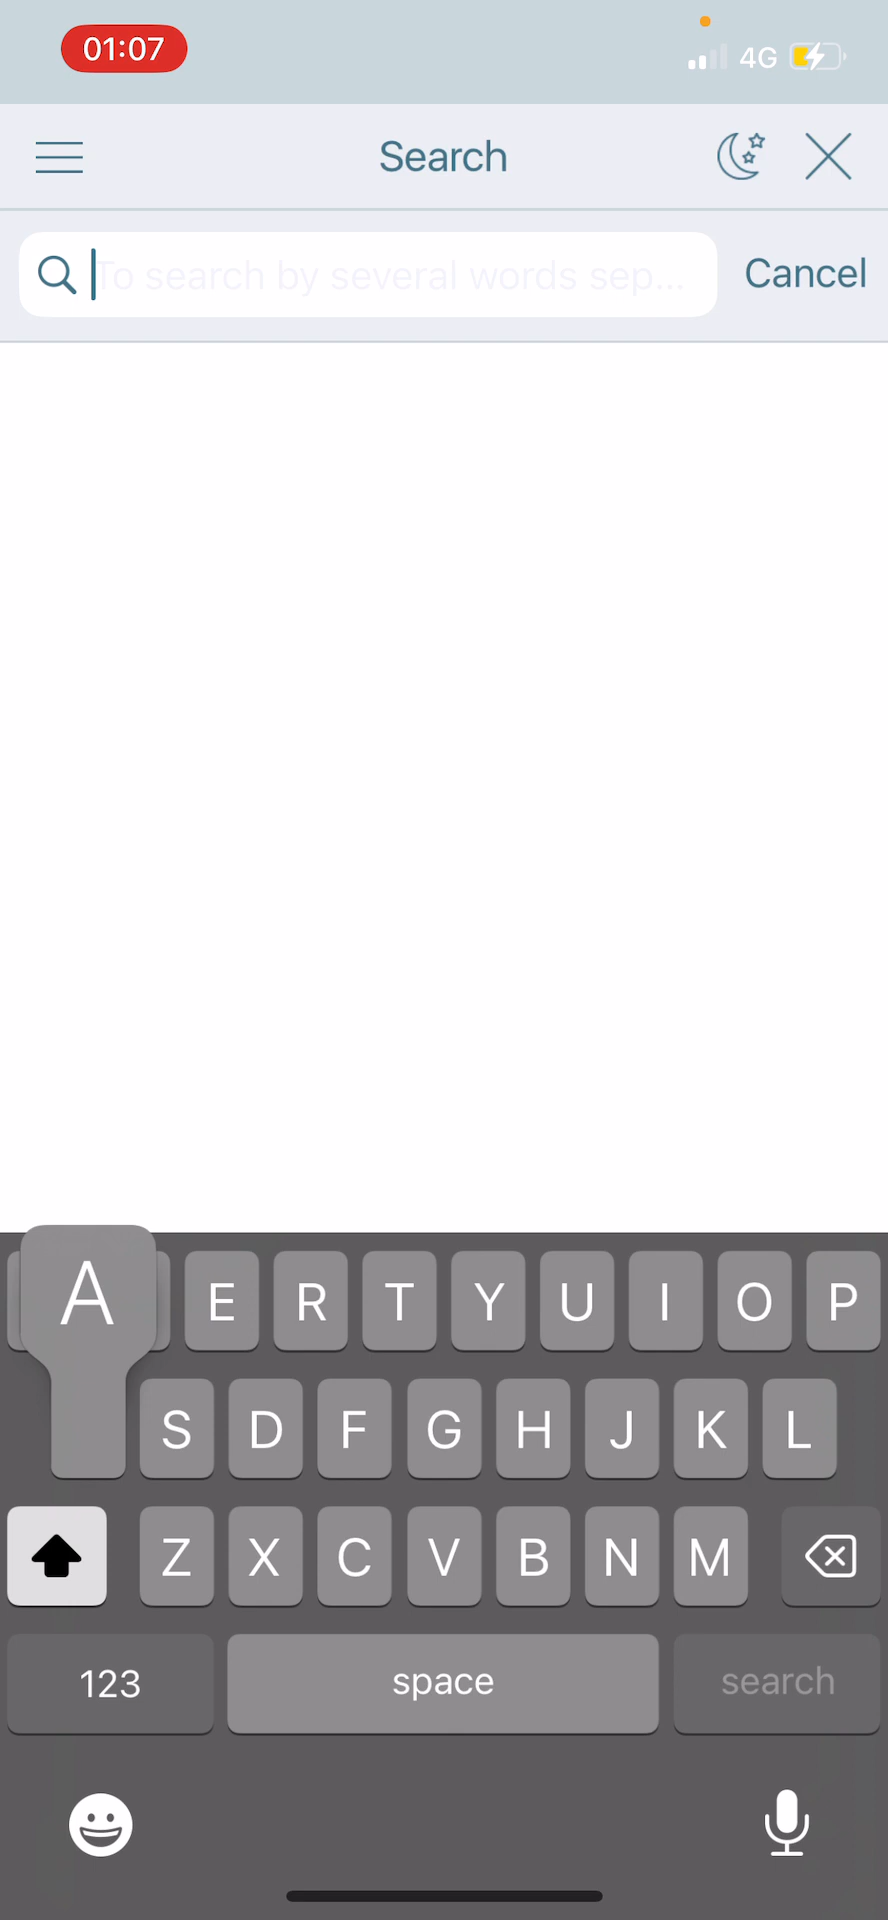 01:07
4G
Search
To search by several words sep...
Cancel
A
E R T Y U I O P
S D F G H J K L
Z X C V B N M
123
space
search